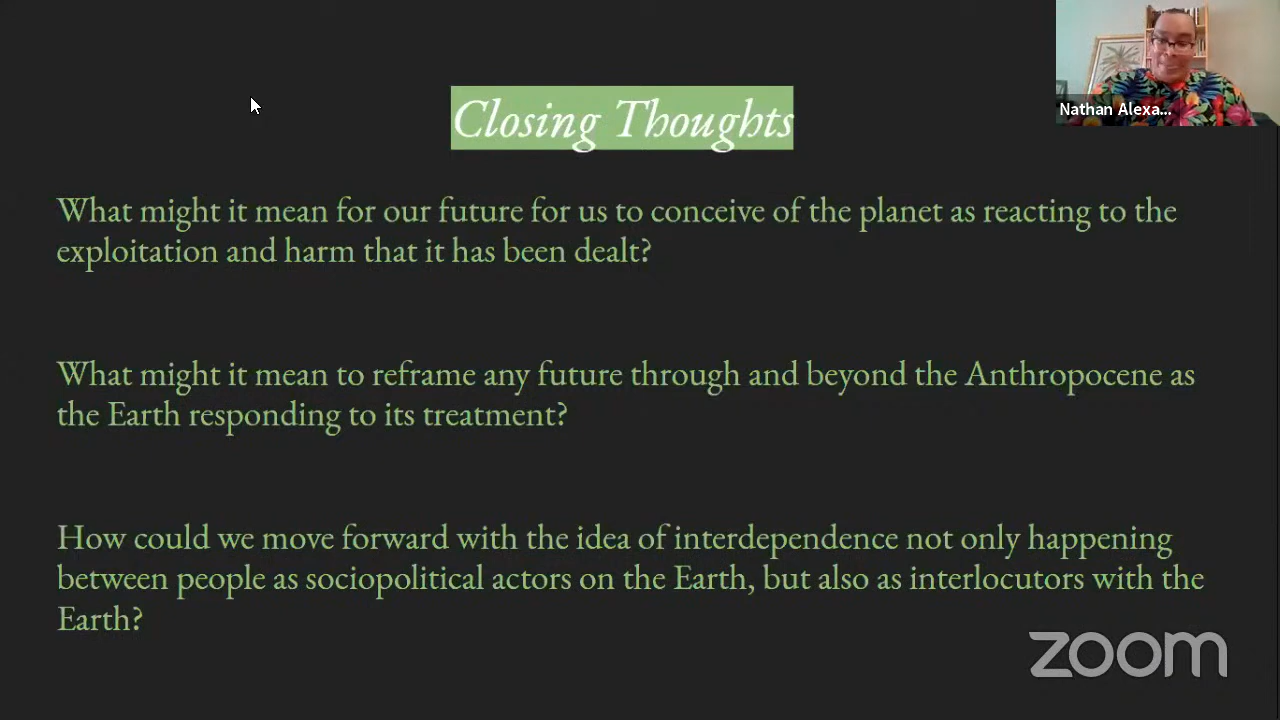 Closing Thoughts
Nathan Alexa...
What might it mean for our future for us to conceive of the planet as reacting to the
exploitation and harm that it has been dealt?
What might it mean to reframe any future through and beyond the Anthropocene as
the Earth responding to its treatment?
How could we move forward with the idea of interdependence not only happening
between people as sociopolitical actors on the Earth, but also as interlocutors with the
Earth?
zoom